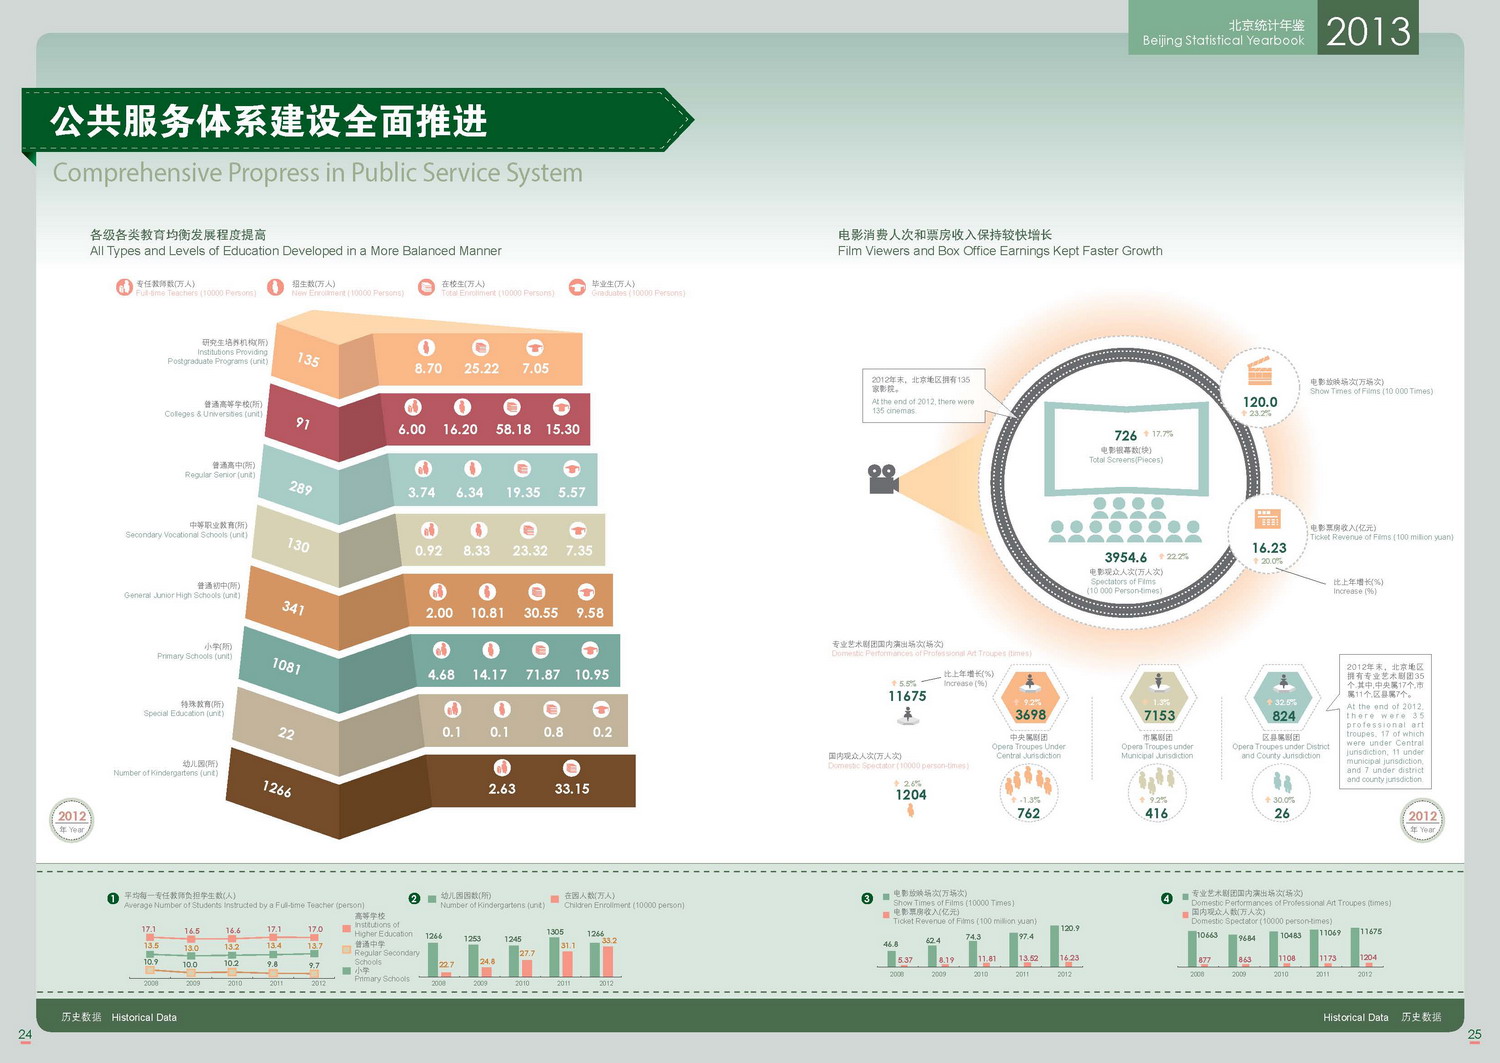 北京统计年鉴
Beijing Statistical Yearbook
2013
公共服务体系建设全面推进
Comprehensive Propress in Public Service System
各级各类教育均衡发展程度提高
All Types and Levels of Education Developed in a More Balanced Manner
专任教师数(万人)
Full-time Teachers (10000 Persons)
招生数(万人)
New Enrollment (10000 Persons)
在校生(万人)
Total Enrollment (10000 Persons)
毕业生(万人)
Graduates (10000 Persons)
研究生培养机构(所)
Institutions Providing
Postgraduate Programs (unit)
135
8.70 25.22 7.05
普通高等学校(所)
Colleges & Universities (unit)
91
6.00 16.20 58.18 15.30
普通高中(所)
Regular Senior (unit)
289
3.74 6.34 19.35 5.57
中等职业教育(所)
Secondary Vocational Schools (unit)
130
0.92 8.33 23.32 7.35
普通初中(所)
General Junior High Schools (unit)
341
2.00 10.81 30.55 9.58
小学(所)
Primary Schools (unit)
1081
4.68 14.17 71.87 10.95
特殊教育(所)
Special Education (unit)
22
0.1 0.1 0.8 0.2
幼儿园(所)
Number of Kindergartens (unit)
1266
2.63 33.15
2012
年 Year
电影消费人次和票房收入保持较快增长
Film Viewers and Box Office Earnings Kept Faster Growth
2012年末，北京地区拥有135
家影院。
At the end of 2012, there were
135 cinemas.
726 17.7%
电影银幕数(块)
Total Screens(Pieces)
3954.6 22.2%
电影观众人次(万人次)
Spectators of Films
(10 000 Person-times)
120.0
23.2%
电影放映场次(万场次)
Show Times of Films (10 000 Times)
16.23
20.0%
电影票房收入(亿元)
Ticket Revenue of Films (100 million yuan)
比上年增长(%)
Increase (%)
专业艺术剧团国内演出场次(场次)
Domestic Performances of Professional Art Troupes (times)
5.5%
11675
比上年增长(%)
Increase (%)
9.2%
3698
中央属剧团
Opera Troupes Under
Central Jurisdiction
1.3%
7153
市属剧团
Opera Troupes under
Municipal Jurisdiction
32.5%
824
区县属剧团
Opera Troupes under District
and County Jurisdiction
国内观众人次(万人次)
Domestic Spectator (10000 person-times)
2.6%
1204
-1.3%
762
9.2%
416
30.0%
26
2012年末，北京地区
拥有专业艺术剧团35
个,其中,中央属17个,市
属11个,区县属7个。
At the end of 2012,
there were 35
professional art
troupes, 17 of which
were under Central
jurisdiction, 11 under
municipal jurisdiction,
and 7 under district
and county jurisdiction.
2012
年 Year
1
平均每一专任教师负担学生数(人)
Average Number of Students Instructed by a Full-time Teacher (person)
17.1 16.5 16.6 17.1 17.0
13.5 13.0 13.2 13.4 13.7
10.9 10.0 10.2 9.8 9.7
2008 2009 2010 2011 2012
高等学校
Institutions of
Higher Education
普通中学
Regular Secondary
Schools
小学
Primary Schools
2
幼儿园园数(所)
Number of Kindergartens (unit)
在园人数(万人)
Children Enrollment (10000 person)
1266 1253 1245 1305 1266
22.7 24.8 27.7 31.1 33.2
2008 2009 2010 2011 2012
3
电影放映场次(万场次)
Show Times of Films (10000 Times)
电影票房收入(亿元)
Ticket Revenue of Films (100 million yuan)
46.8 62.4 74.3 97.4 120.9
5.37 8.19 11.81 13.52 16.23
2008 2009 2010 2011 2012
4
专业艺术剧团国内演出场次(场次)
Domestic Performances of Professional Art Troupes (times)
国内观众人数(万人次)
Domestic Spectator (10000 person-times)
10663 9684 10483 11069 11675
877 863 1108 1173 1204
2008 2009 2010 2011 2012
历史数据 Historical Data
Historical Data 历史数据
24
25